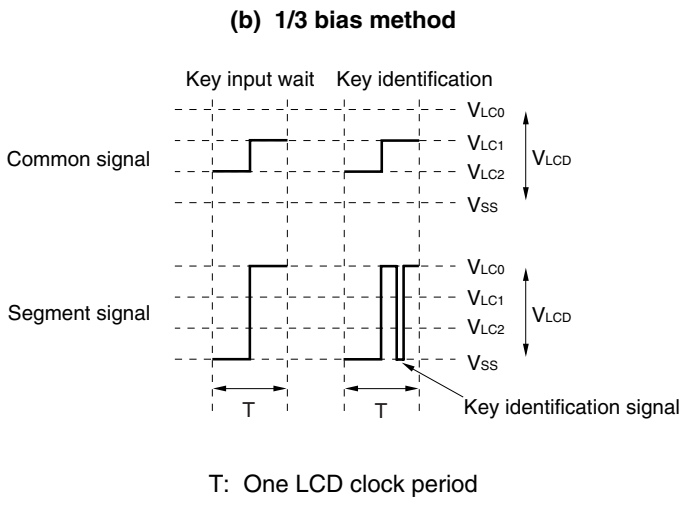 (b) 1/3 bias method
Key input wait Key identification
VLC0
Common signal
VLC1
VLCD
VLC2
VSS
VLC0
VLC1
Segment signal
VLCD
VLC2
VSS
T T
Key identification signal
T: One LCD clock period